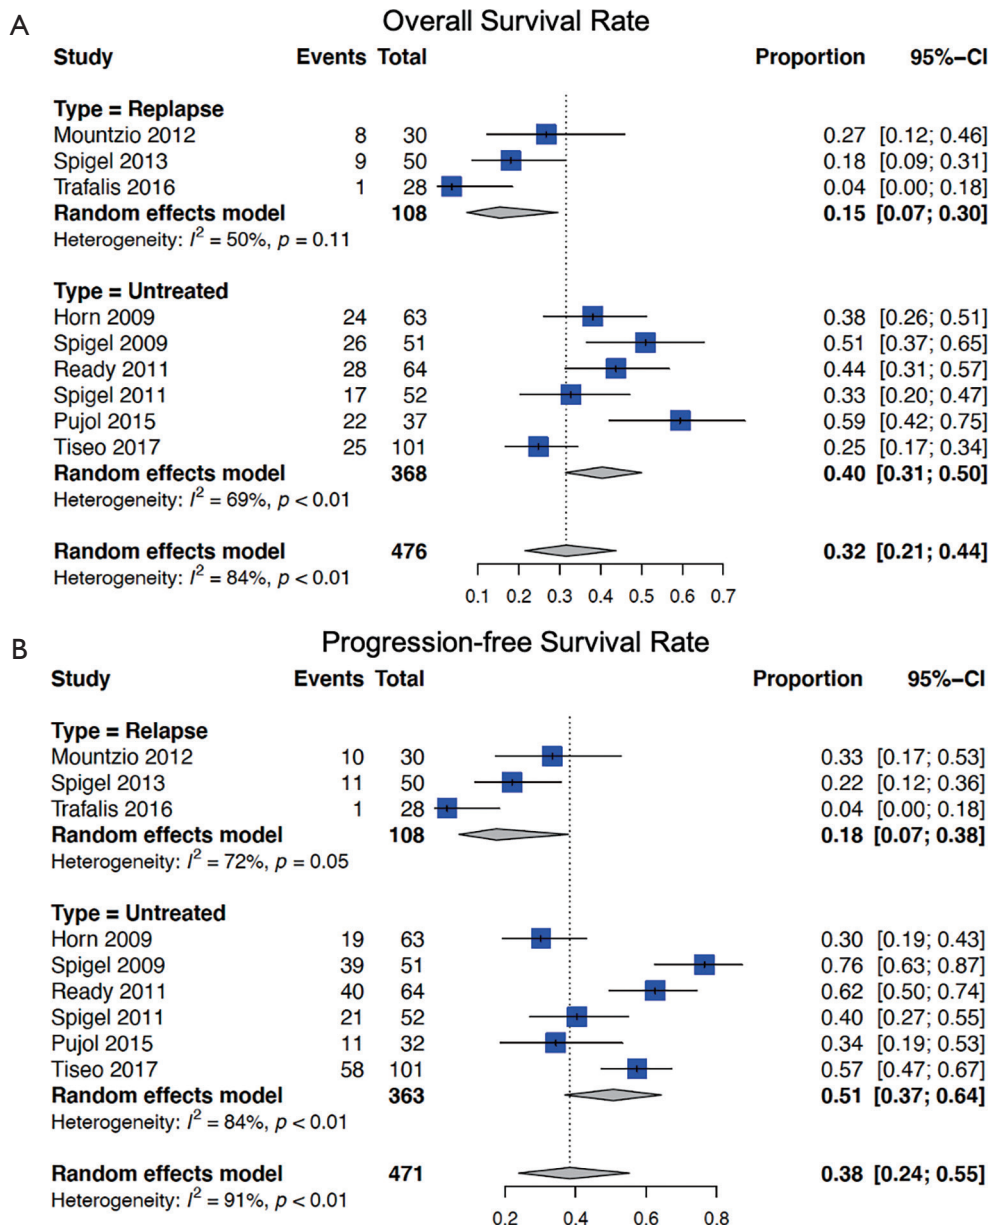 A
Overall Survival Rate
Study Events Total Proportion 95%−CI
Type = Replapse
Mountzio 2012 8 30 0.27 [0.12; 0.46]
Spigel 2013 9 50 0.18 [0.09; 0.31]
Trafalis 2016 1 28 0.04 [0.00; 0.18]
Random effects model 108 0.15 [0.07; 0.30]
Heterogeneity: I² = 50%, p = 0.11
Type = Untreated
Horn 2009 24 63 0.38 [0.26; 0.51]
Spigel 2009 26 51 0.51 [0.37; 0.65]
Ready 2011 28 64 0.44 [0.31; 0.57]
Spigel 2011 17 52 0.33 [0.20; 0.47]
Pujol 2015 22 37 0.59 [0.42; 0.75]
Tiseo 2017 25 101 0.25 [0.17; 0.34]
Random effects model 368 0.40 [0.31; 0.50]
Heterogeneity: I² = 69%, p < 0.01
Random effects model 476 0.32 [0.21; 0.44]
Heterogeneity: I² = 84%, p < 0.01
0.1 0.2 0.3 0.4 0.5 0.6 0.7
B
Progression-free Survival Rate
Study Events Total Proportion 95%−CI
Type = Relapse
Mountzio 2012 10 30 0.33 [0.17; 0.53]
Spigel 2013 11 50 0.22 [0.12; 0.36]
Trafalis 2016 1 28 0.04 [0.00; 0.18]
Random effects model 108 0.18 [0.07; 0.38]
Heterogeneity: I² = 72%, p = 0.05
Type = Untreated
Horn 2009 19 63 0.30 [0.19; 0.43]
Spigel 2009 39 51 0.76 [0.63; 0.87]
Ready 2011 40 64 0.62 [0.50; 0.74]
Spigel 2011 21 52 0.40 [0.27; 0.55]
Pujol 2015 11 32 0.34 [0.19; 0.53]
Tiseo 2017 58 101 0.57 [0.47; 0.67]
Random effects model 363 0.51 [0.37; 0.64]
Heterogeneity: I² = 84%, p < 0.01
Random effects model 471 0.38 [0.24; 0.55]
Heterogeneity: I² = 91%, p < 0.01
0.2 0.4 0.6 0.8